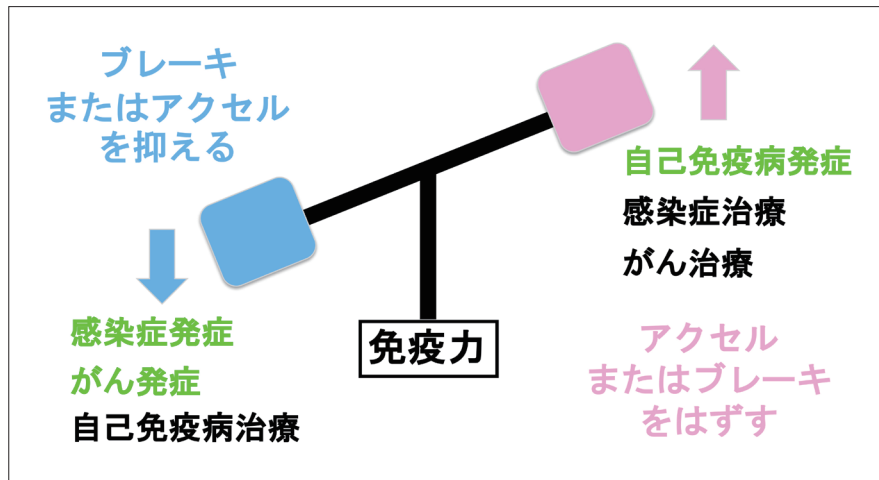 ブレーキ
またはアクセル
を抑える
感染症発症
がん発症
自己免疫病治療
免疫力
自己免疫病発症
感染症治療
がん治療
アクセル
またはブレーキ
をはずす